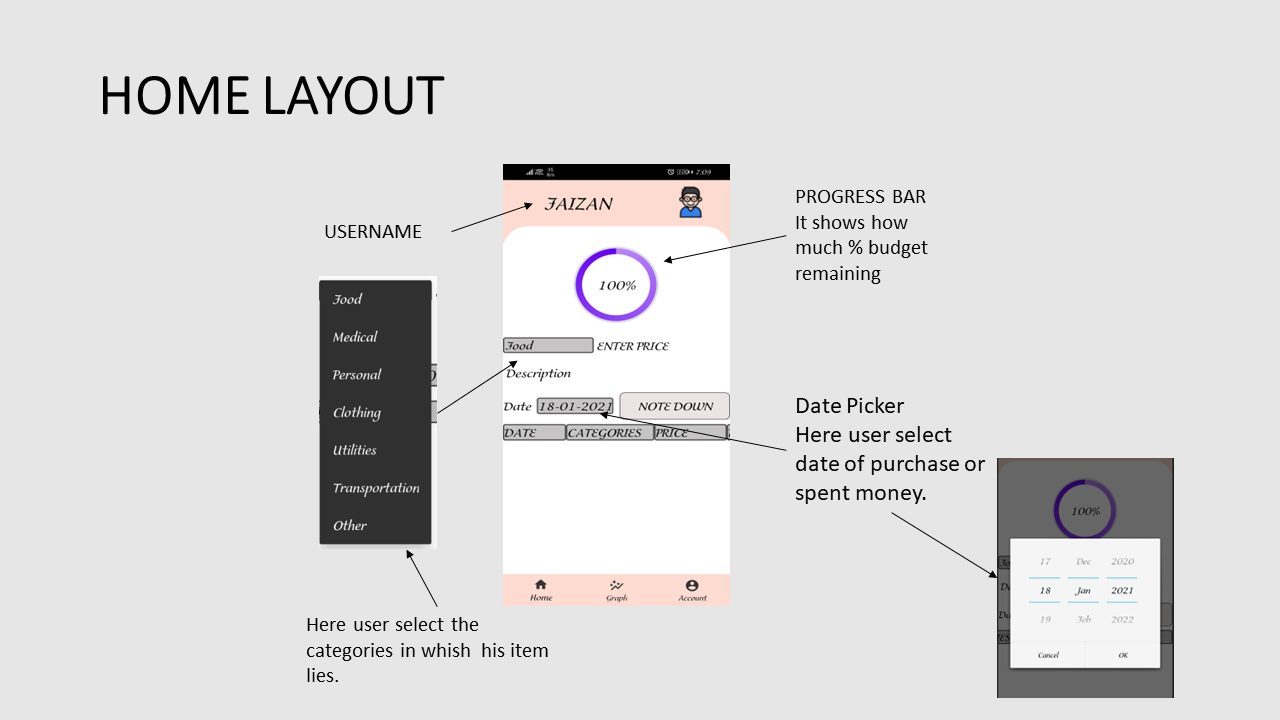 HOME LAYOUT
7:09
FAIZAN
USERNAME
PROGRESS BAR
It shows how
much % budget
remaining
100%
Food
Medical
Personal
Clothing
Utilities
Transportation
Other
Food ENTER PRICE
Description
Date 18-01-2021 NOTE DOWN
DATE CATEGORIES PRICE
Home Graph Account
Here user select the
categories in whish his item
lies.
Date Picker
Here user select
date of purchase or
spent money.
100%
17 Dec 2020
18 Jan 2021
19 Feb 2022
Cancel OK